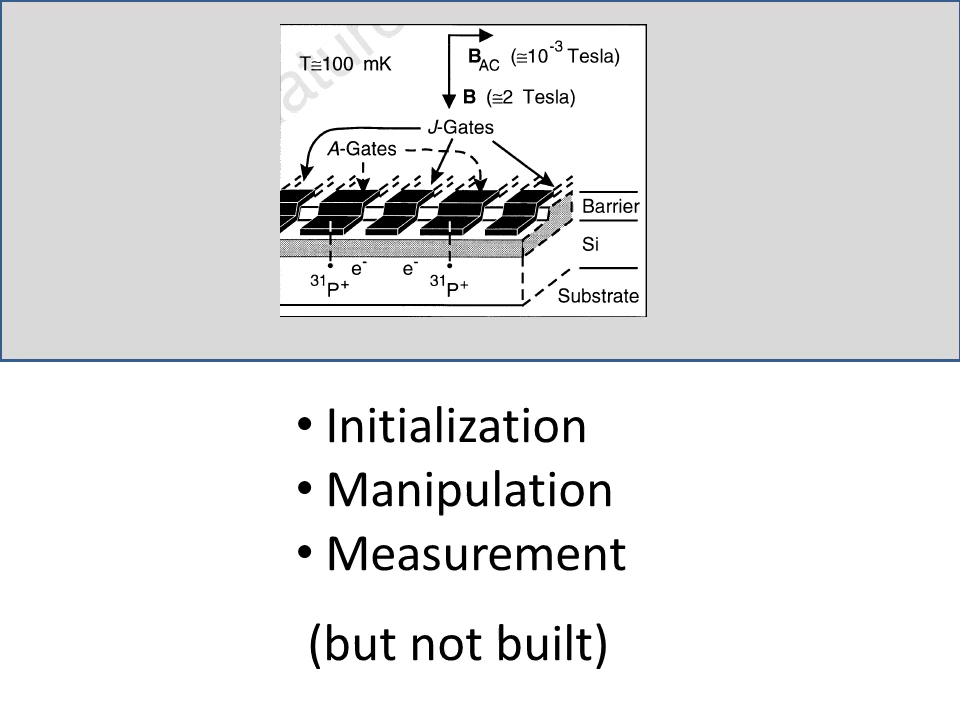 T≅100 mK
B_AC (≅10⁻³ Tesla)
B (≅2 Tesla)
J-Gates
A-Gates
Barrier
Si
e⁻ e⁻
³¹P⁺ ³¹P⁺
Substrate
• Initialization
• Manipulation
• Measurement
(but not built)